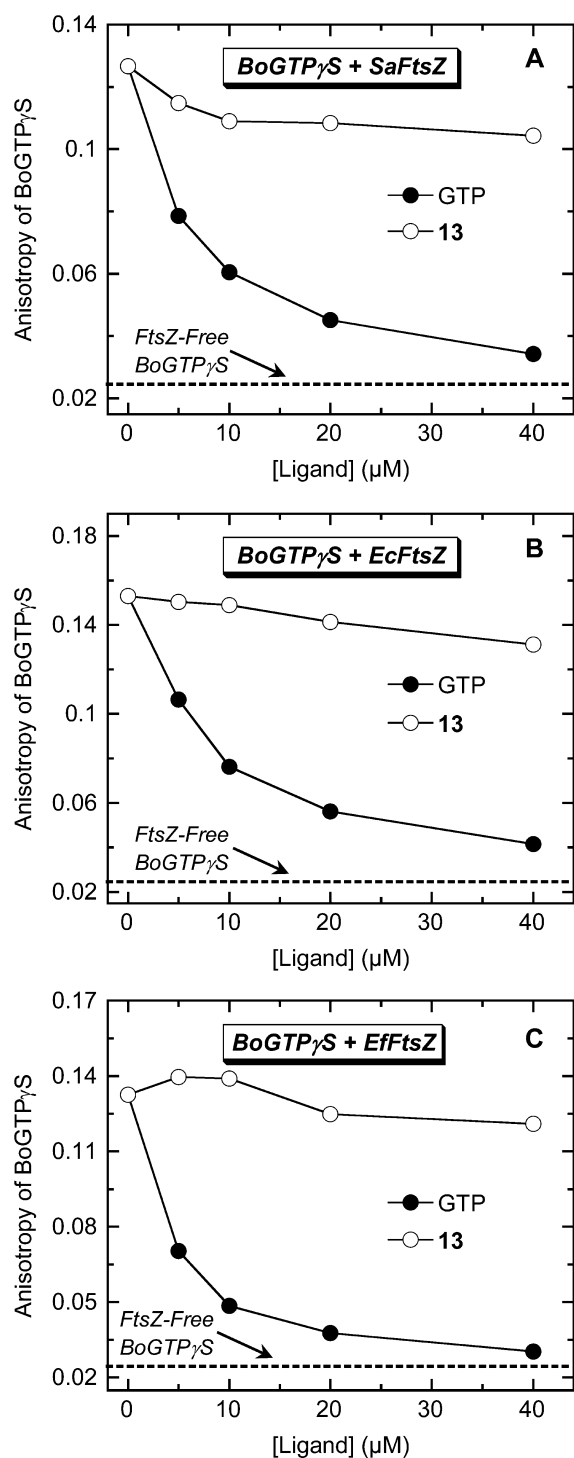 0.14
BoGTPγS + SaFtsZ
A
0.1
GTP
13
Anisotropy of BoGTPγS
0.06
FtsZ-Free
BoGTPγS
0.02
0 10 20 30 40
[Ligand] (µM)
0.18
BoGTPγS + EcFtsZ
B
0.14
GTP
13
Anisotropy of BoGTPγS
0.1
0.06
FtsZ-Free
BoGTPγS
0.02
0 10 20 30 40
[Ligand] (µM)
0.17
BoGTPγS + EfFtsZ
C
0.14
0.11
GTP
13
Anisotropy of BoGTPγS
0.08
0.05
FtsZ-Free
BoGTPγS
0.02
0 10 20 30 40
[Ligand] (µM)